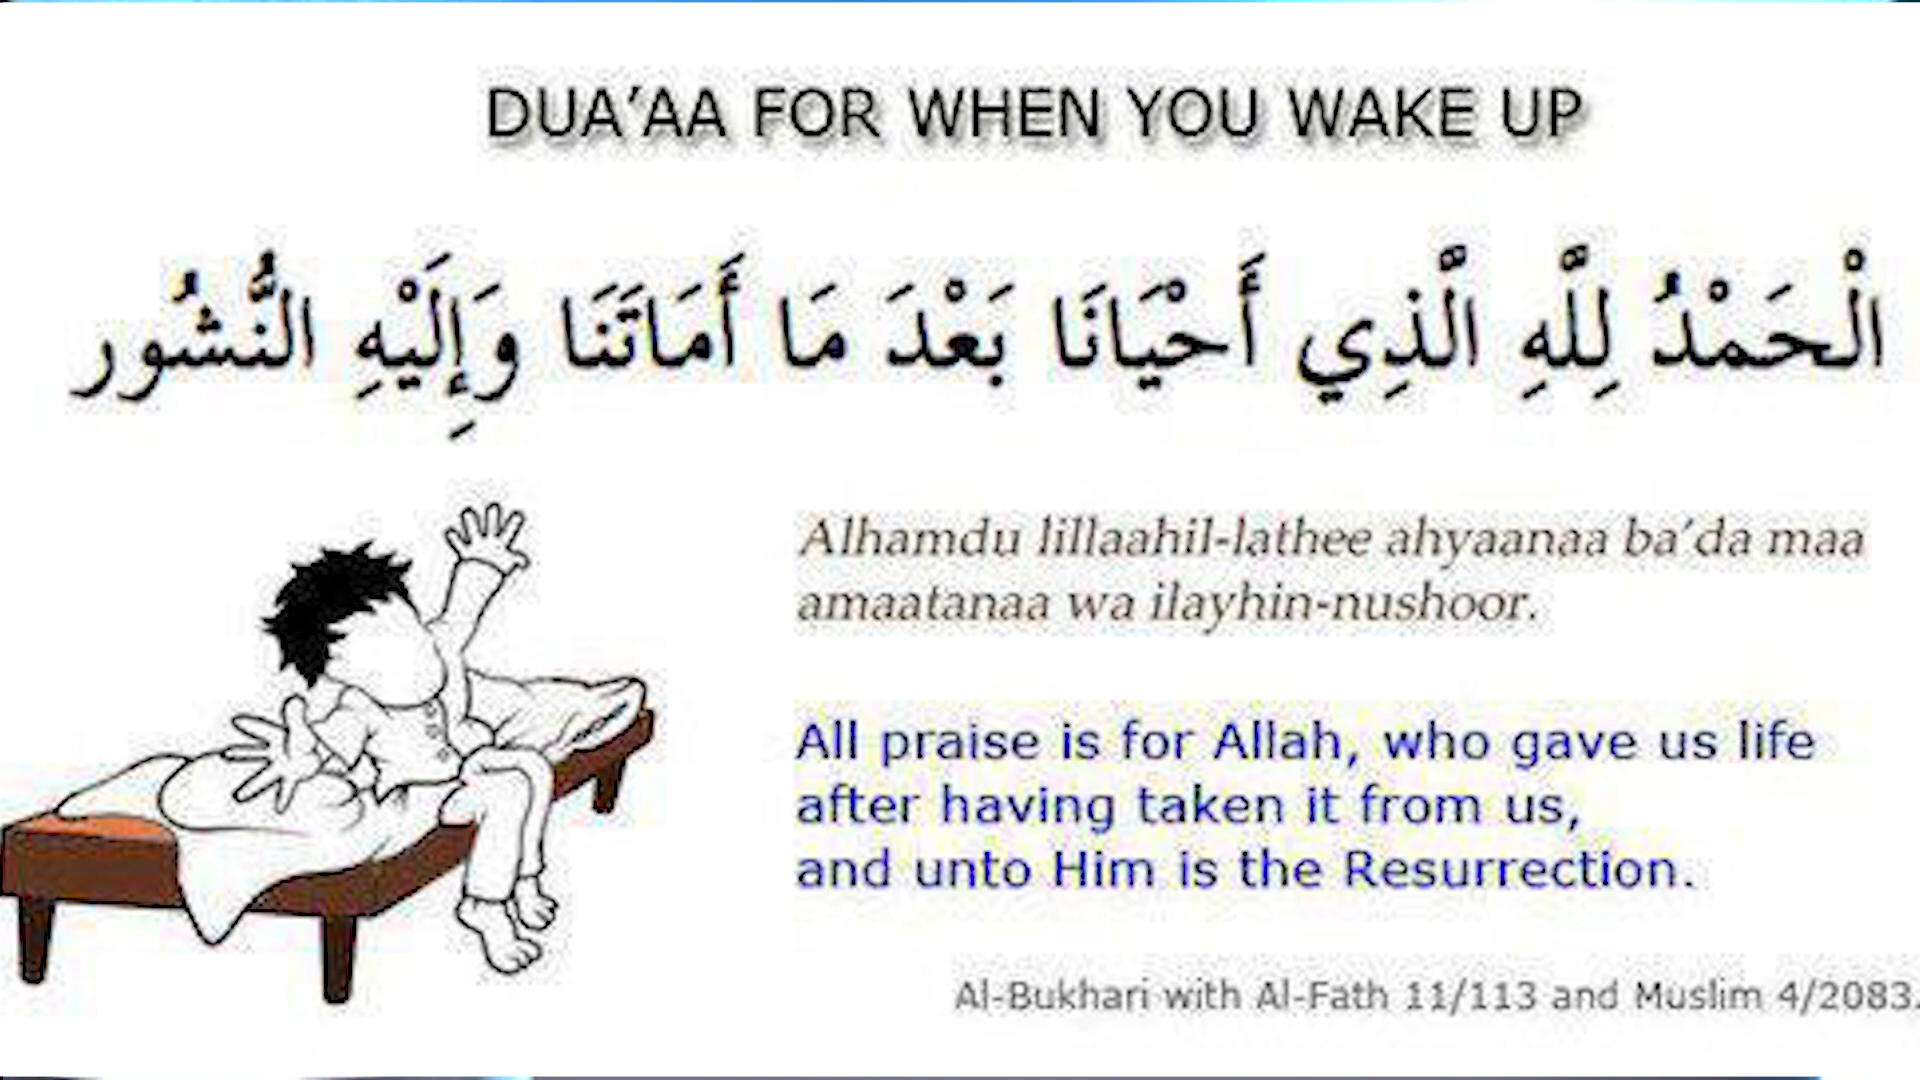 DUA’AA FOR WHEN YOU WAKE UP
الْحَمْدُ لِلَّهِ الَّذِي أَحْيَانَا بَعْدَ مَا أَمَاتَنَا وَإِلَيْهِ النُّشُور
Alhamdu lillaahil-lathee ahyaanaa ba’da maa
amaatanaa wa ilayhin-nushoor.
All praise is for Allah, who gave us life
after having taken it from us,
and unto Him is the Resurrection.
Al-Bukhari with Al-Fath 11/113 and Muslim 4/2083.